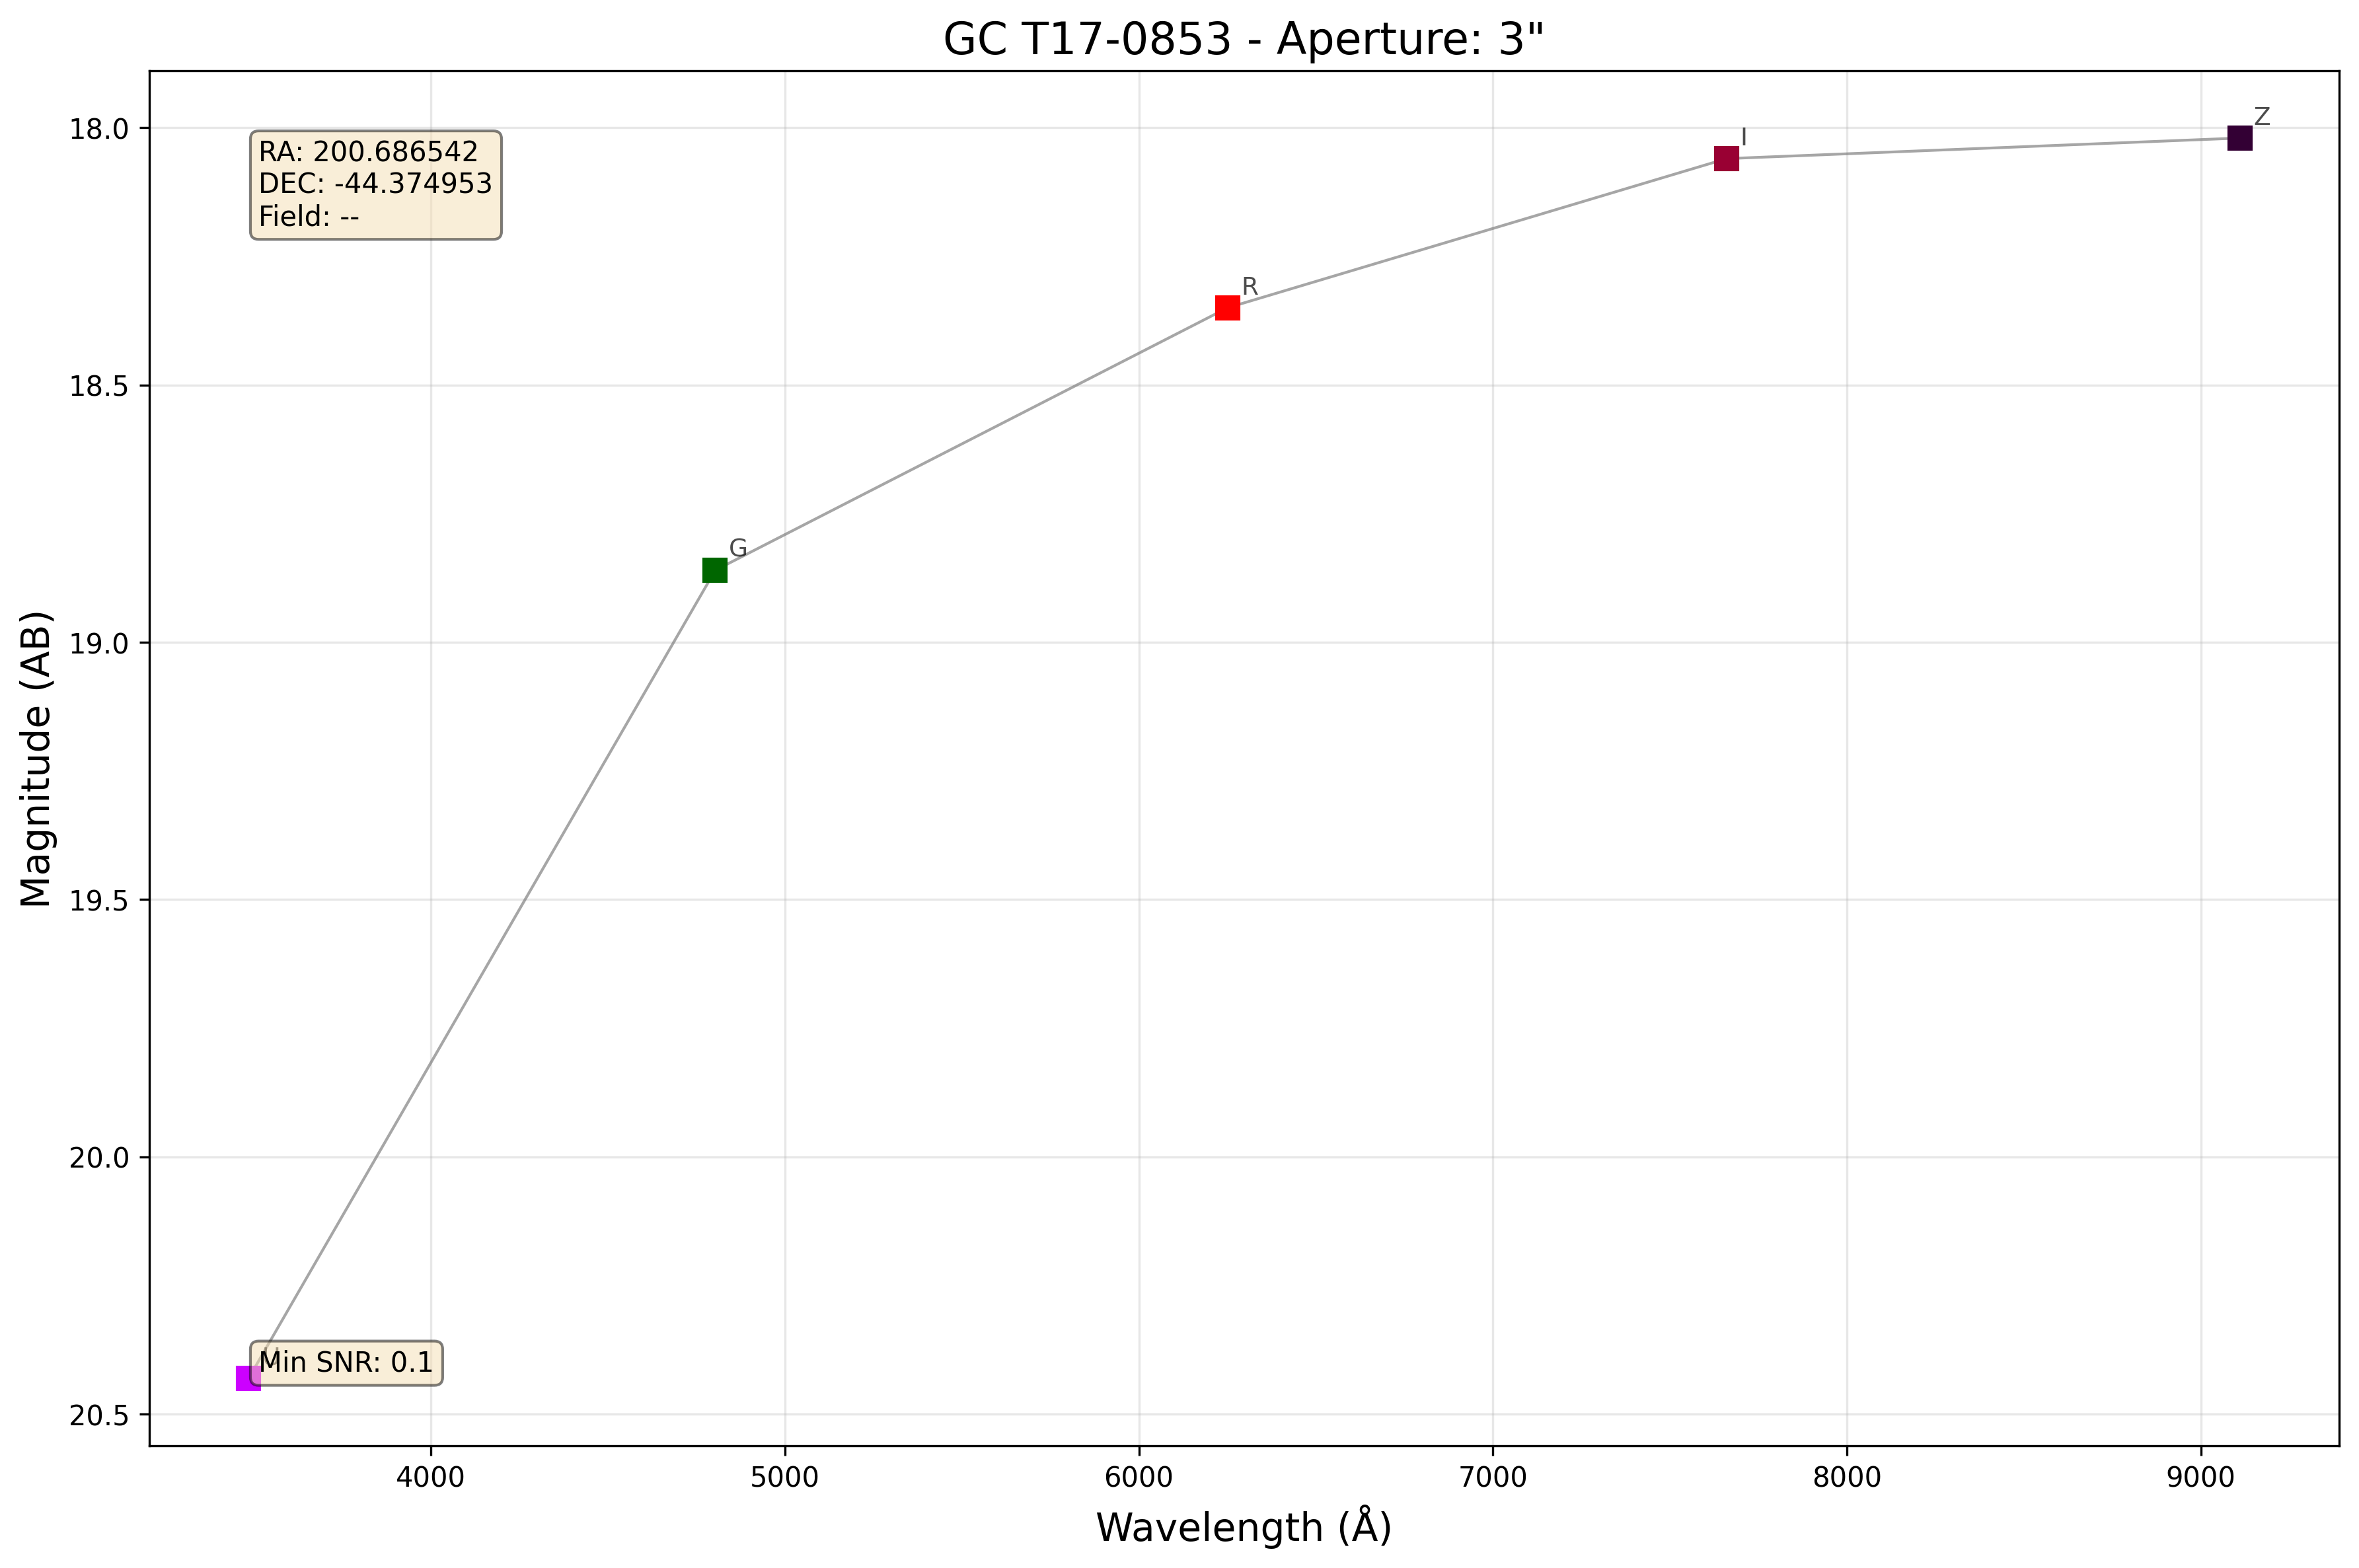 GC T17-0853 - Aperture: 3"
RA: 200.686542
DEC: -44.374953
Field: --
Z
I
R
G
Min SNR: 0.1
Magnitude (AB)
18.0
18.5
19.0
19.5
20.0
20.5
4000
5000
6000
7000
8000
9000
Wavelength (Å)